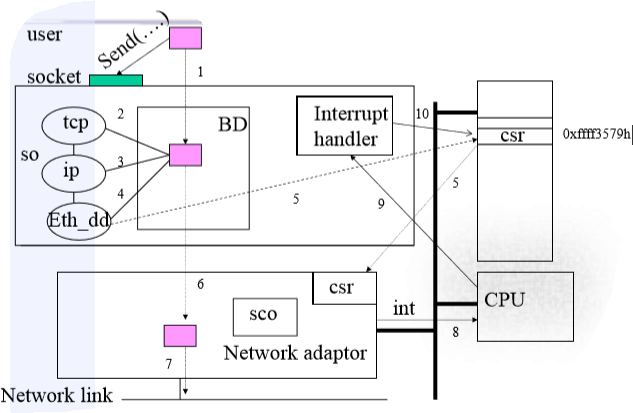 user
Send(….)
socket
1
2
tcp
BD
Interrupt
handler
10
csr
0xffff3579h
so
3
ip
4
5
9
5
Eth_dd
6
csr
sco
int
CPU
8
Network adaptor
7
Network link